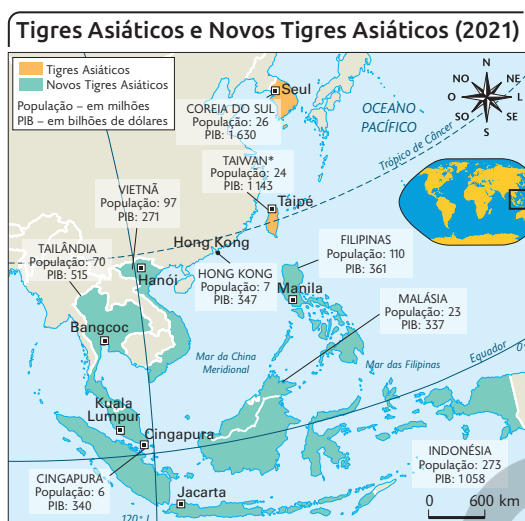 Tigres Asiáticos e Novos Tigres Asiáticos (2021)
Tigres Asiáticos
Novos Tigres Asiáticos
População – em milhões
PIB – em bilhões de dólares
N
NO
NE
O
L
SO
SE
S
Seul
COREIA DO SUL
População: 26
PIB: 1 630
OCEANO
PACÍFICO
Trópico de Câncer
TAIWAN*
População: 24
PIB: 1 143
Taipé
VIETNÃ
População: 97
PIB: 271
TAILÂNDIA
População: 70
PIB: 515
Hong Kong
HONG KONG
População: 7
PIB: 347
Hanói
FILIPINAS
População: 110
PIB: 361
Manila
MALÁSIA
População: 23
PIB: 337
Bangcoc
Mar da China
Meridional
Mar das Filipinas
Equador
0°
Kuala
Lumpur
Cingapura
CINGAPURA
População: 6
PIB: 340
Jacarta
INDONÉSIA
População: 273
PIB: 1 058
120° L
0 600 km